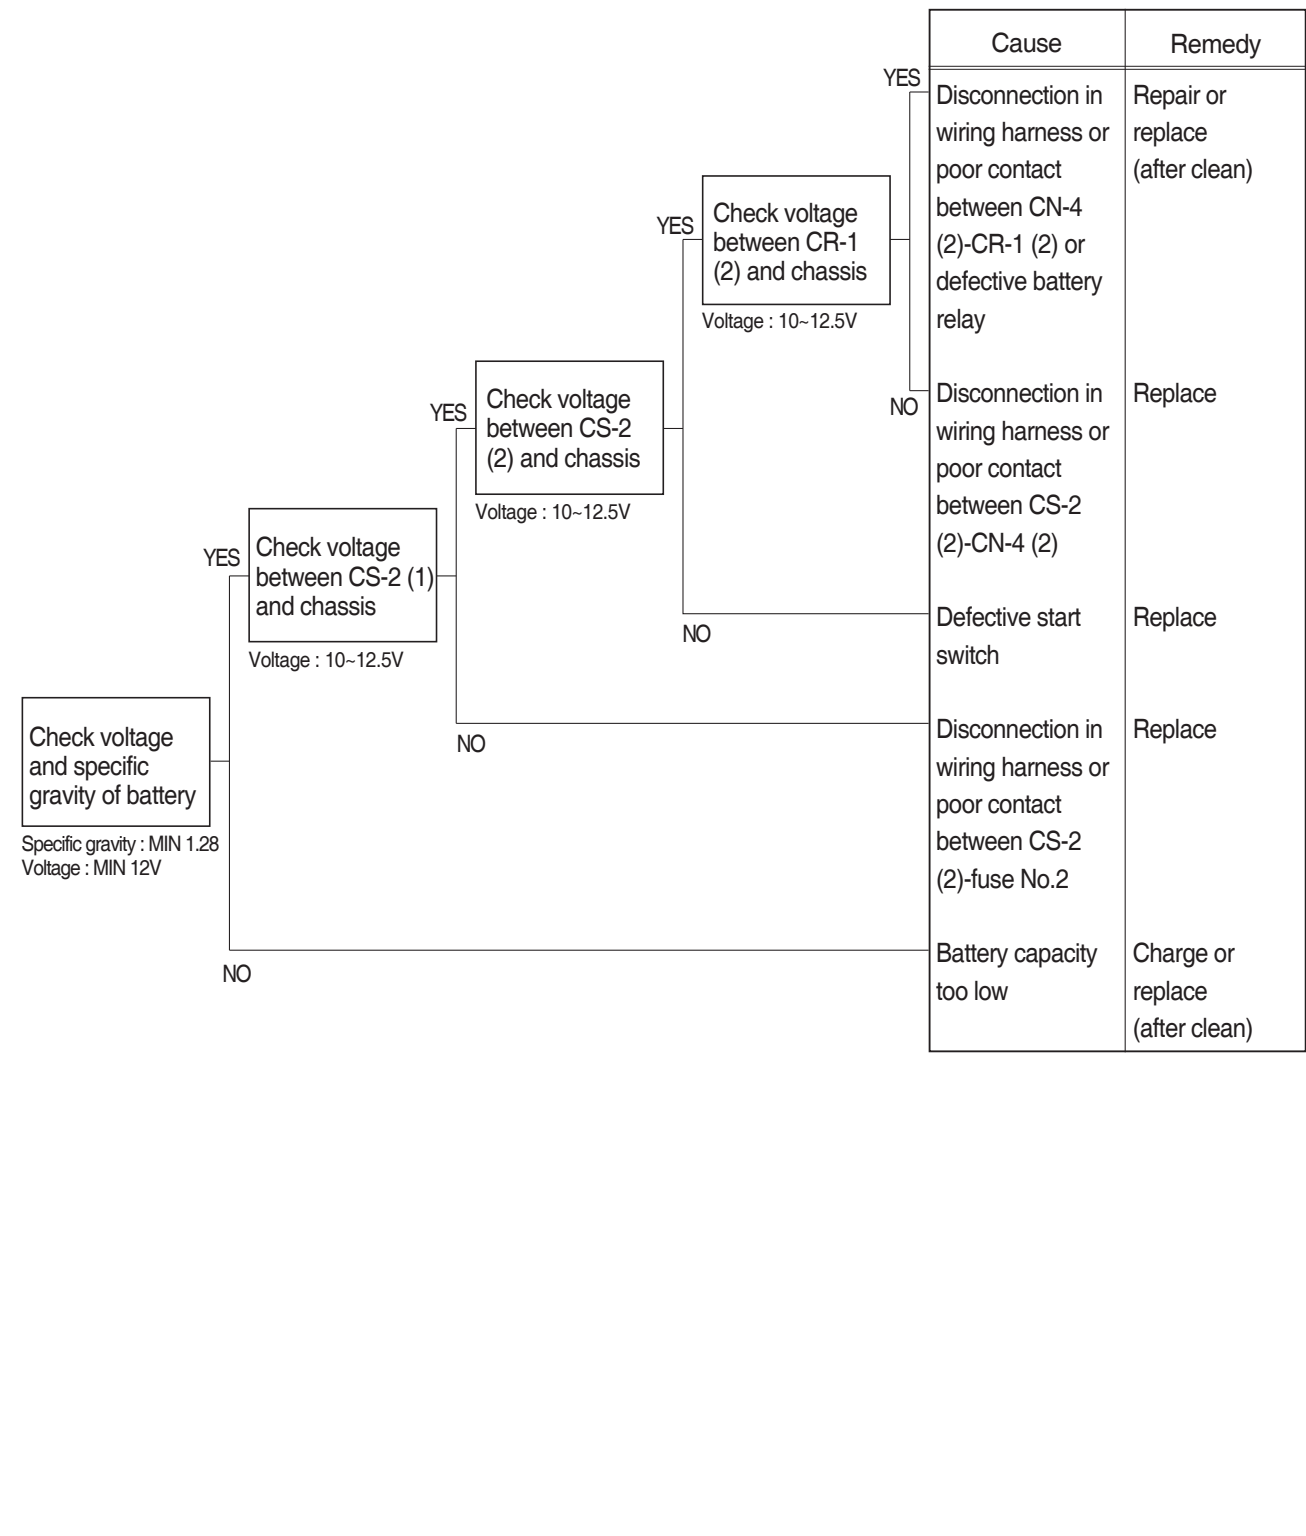 Cause
Remedy
YES
Disconnection in
wiring harness or
poor contact
between CN-4
(2)-CR-1 (2) or
defective battery
relay
Repair or
replace
(after clean)
YES
Check voltage
between CR-1
(2) and chassis
Voltage : 10~12.5V
NO
Disconnection in
wiring harness or
poor contact
between CS-2
(2)-CN-4 (2)
Replace
YES
Check voltage
between CS-2
(2) and chassis
Voltage : 10~12.5V
NO
Defective start
switch
Replace
YES
Check voltage
between CS-2 (1)
and chassis
Voltage : 10~12.5V
NO
Disconnection in
wiring harness or
poor contact
between CS-2
(2)-fuse No.2
Replace
Check voltage
and specific
gravity of battery
Specific gravity : MIN 1.28
Voltage : MIN 12V
NO
Battery capacity
too low
Charge or
replace
(after clean)